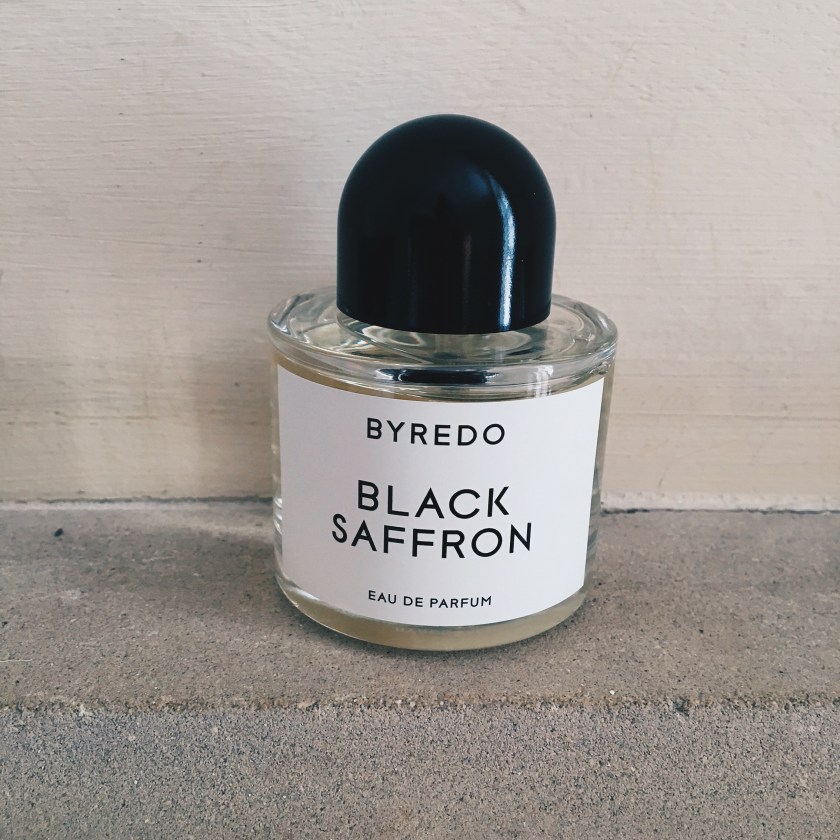 BYREDO
BLACK
SAFFRON
EAU DE PARFUM